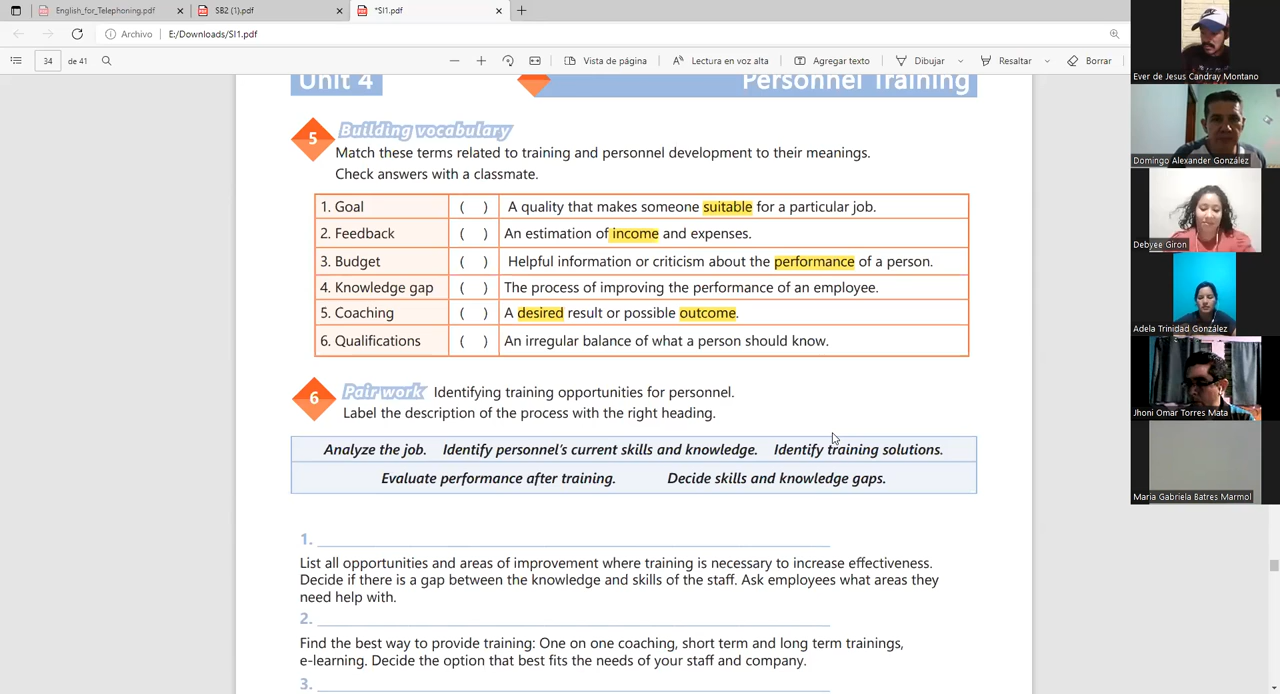 English_for_Telephoning.pdf
SB2 (1).pdf
*SI1.pdf
Archivo
E:/Downloads/SI1.pdf
34
de 41
Vista de página
Lectura en voz alta
Agregar texto
Dibujar
Resaltar
Borrar
Unit 4
Personnel Training
5
Building vocabulary
Match these terms related to training and personnel development to their meanings.
Check answers with a classmate.
1. Goal ( ) A quality that makes someone suitable for a particular job.
2. Feedback ( ) An estimation of income and expenses.
3. Budget ( ) Helpful information or criticism about the performance of a person.
4. Knowledge gap ( ) The process of improving the performance of an employee.
5. Coaching ( ) A desired result or possible outcome.
6. Qualifications ( ) An irregular balance of what a person should know.
6
Pair work Identifying training opportunities for personnel.
Label the description of the process with the right heading.
Analyze the job. Identify personnel's current skills and knowledge. Identify training solutions.
Evaluate performance after training. Decide skills and knowledge gaps.
1.
List all opportunities and areas of improvement where training is necessary to increase effectiveness.
Decide if there is a gap between the knowledge and skills of the staff. Ask employees what areas they
need help with.
2.
Find the best way to provide training: One on one coaching, short term and long term trainings,
e-learning. Decide the option that best fits the needs of your staff and company.
3.
Ever de Jesus Candray Montano
Domingo Alexander González
Debyee Giron
Adela Trinidad González
Jhoni Omar Torres Mata
Maria Gabriela Batres Marmol